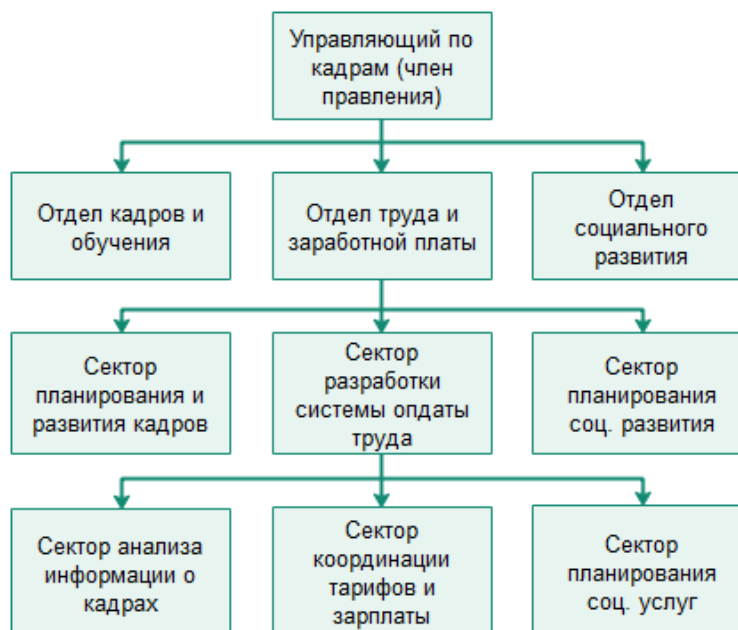 Управляющий по
кадрам (член
правления)
Отдел кадров и
обучения
Отдел труда и
заработной платы
Отдел
социального
развития
Сектор
планирования и
развития кадров
Сектор
разработки
системы опдаты
труда
Сектор
планирования
соц. развития
Сектор анализа
информации о
кадрах
Сектор
координации
тарифов и
зарплаты
Сектор
планирования
соц. услуг